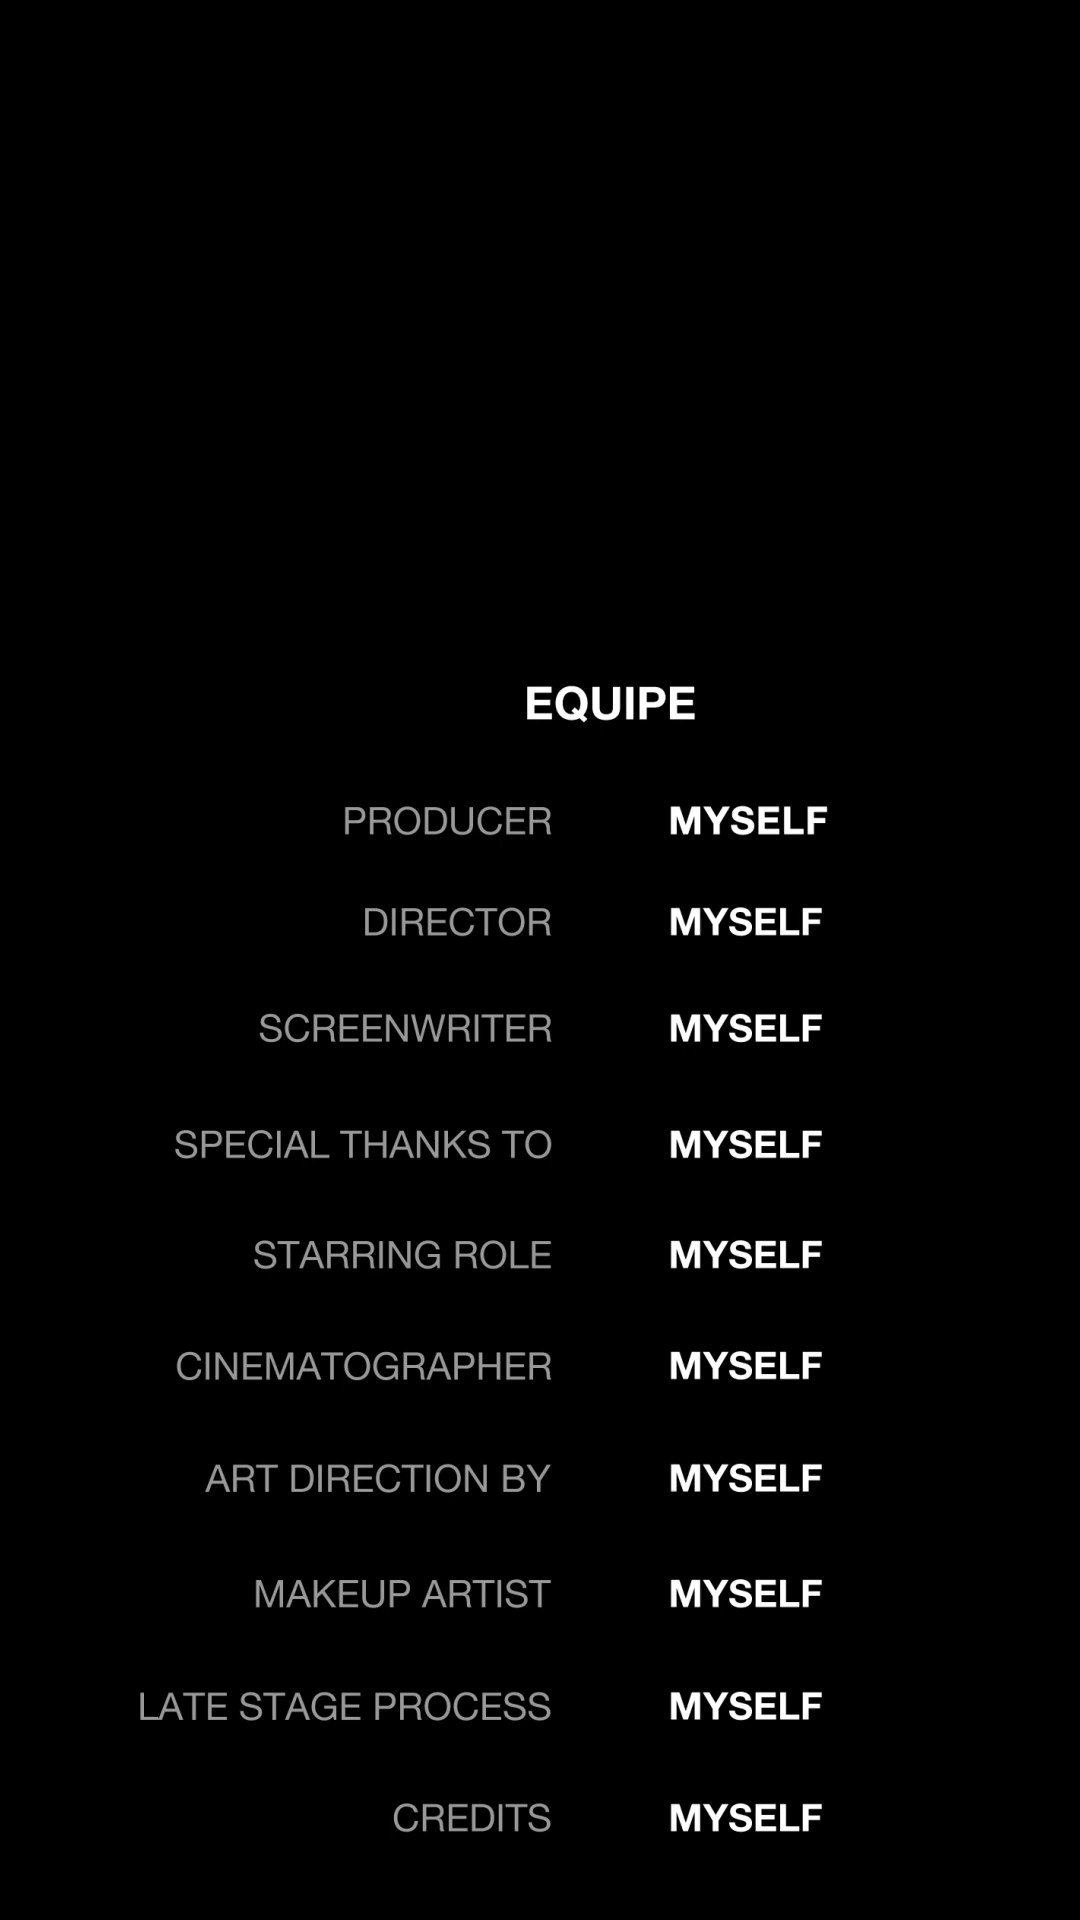 EQUIPE
PRODUCER MYSELF
DIRECTOR MYSELF
SCREENWRITER MYSELF
SPECIAL THANKS TO MYSELF
STARRING ROLE MYSELF
CINEMATOGRAPHER MYSELF
ART DIRECTION BY MYSELF
MAKEUP ARTIST MYSELF
LATE STAGE PROCESS MYSELF
CREDITS MYSELF